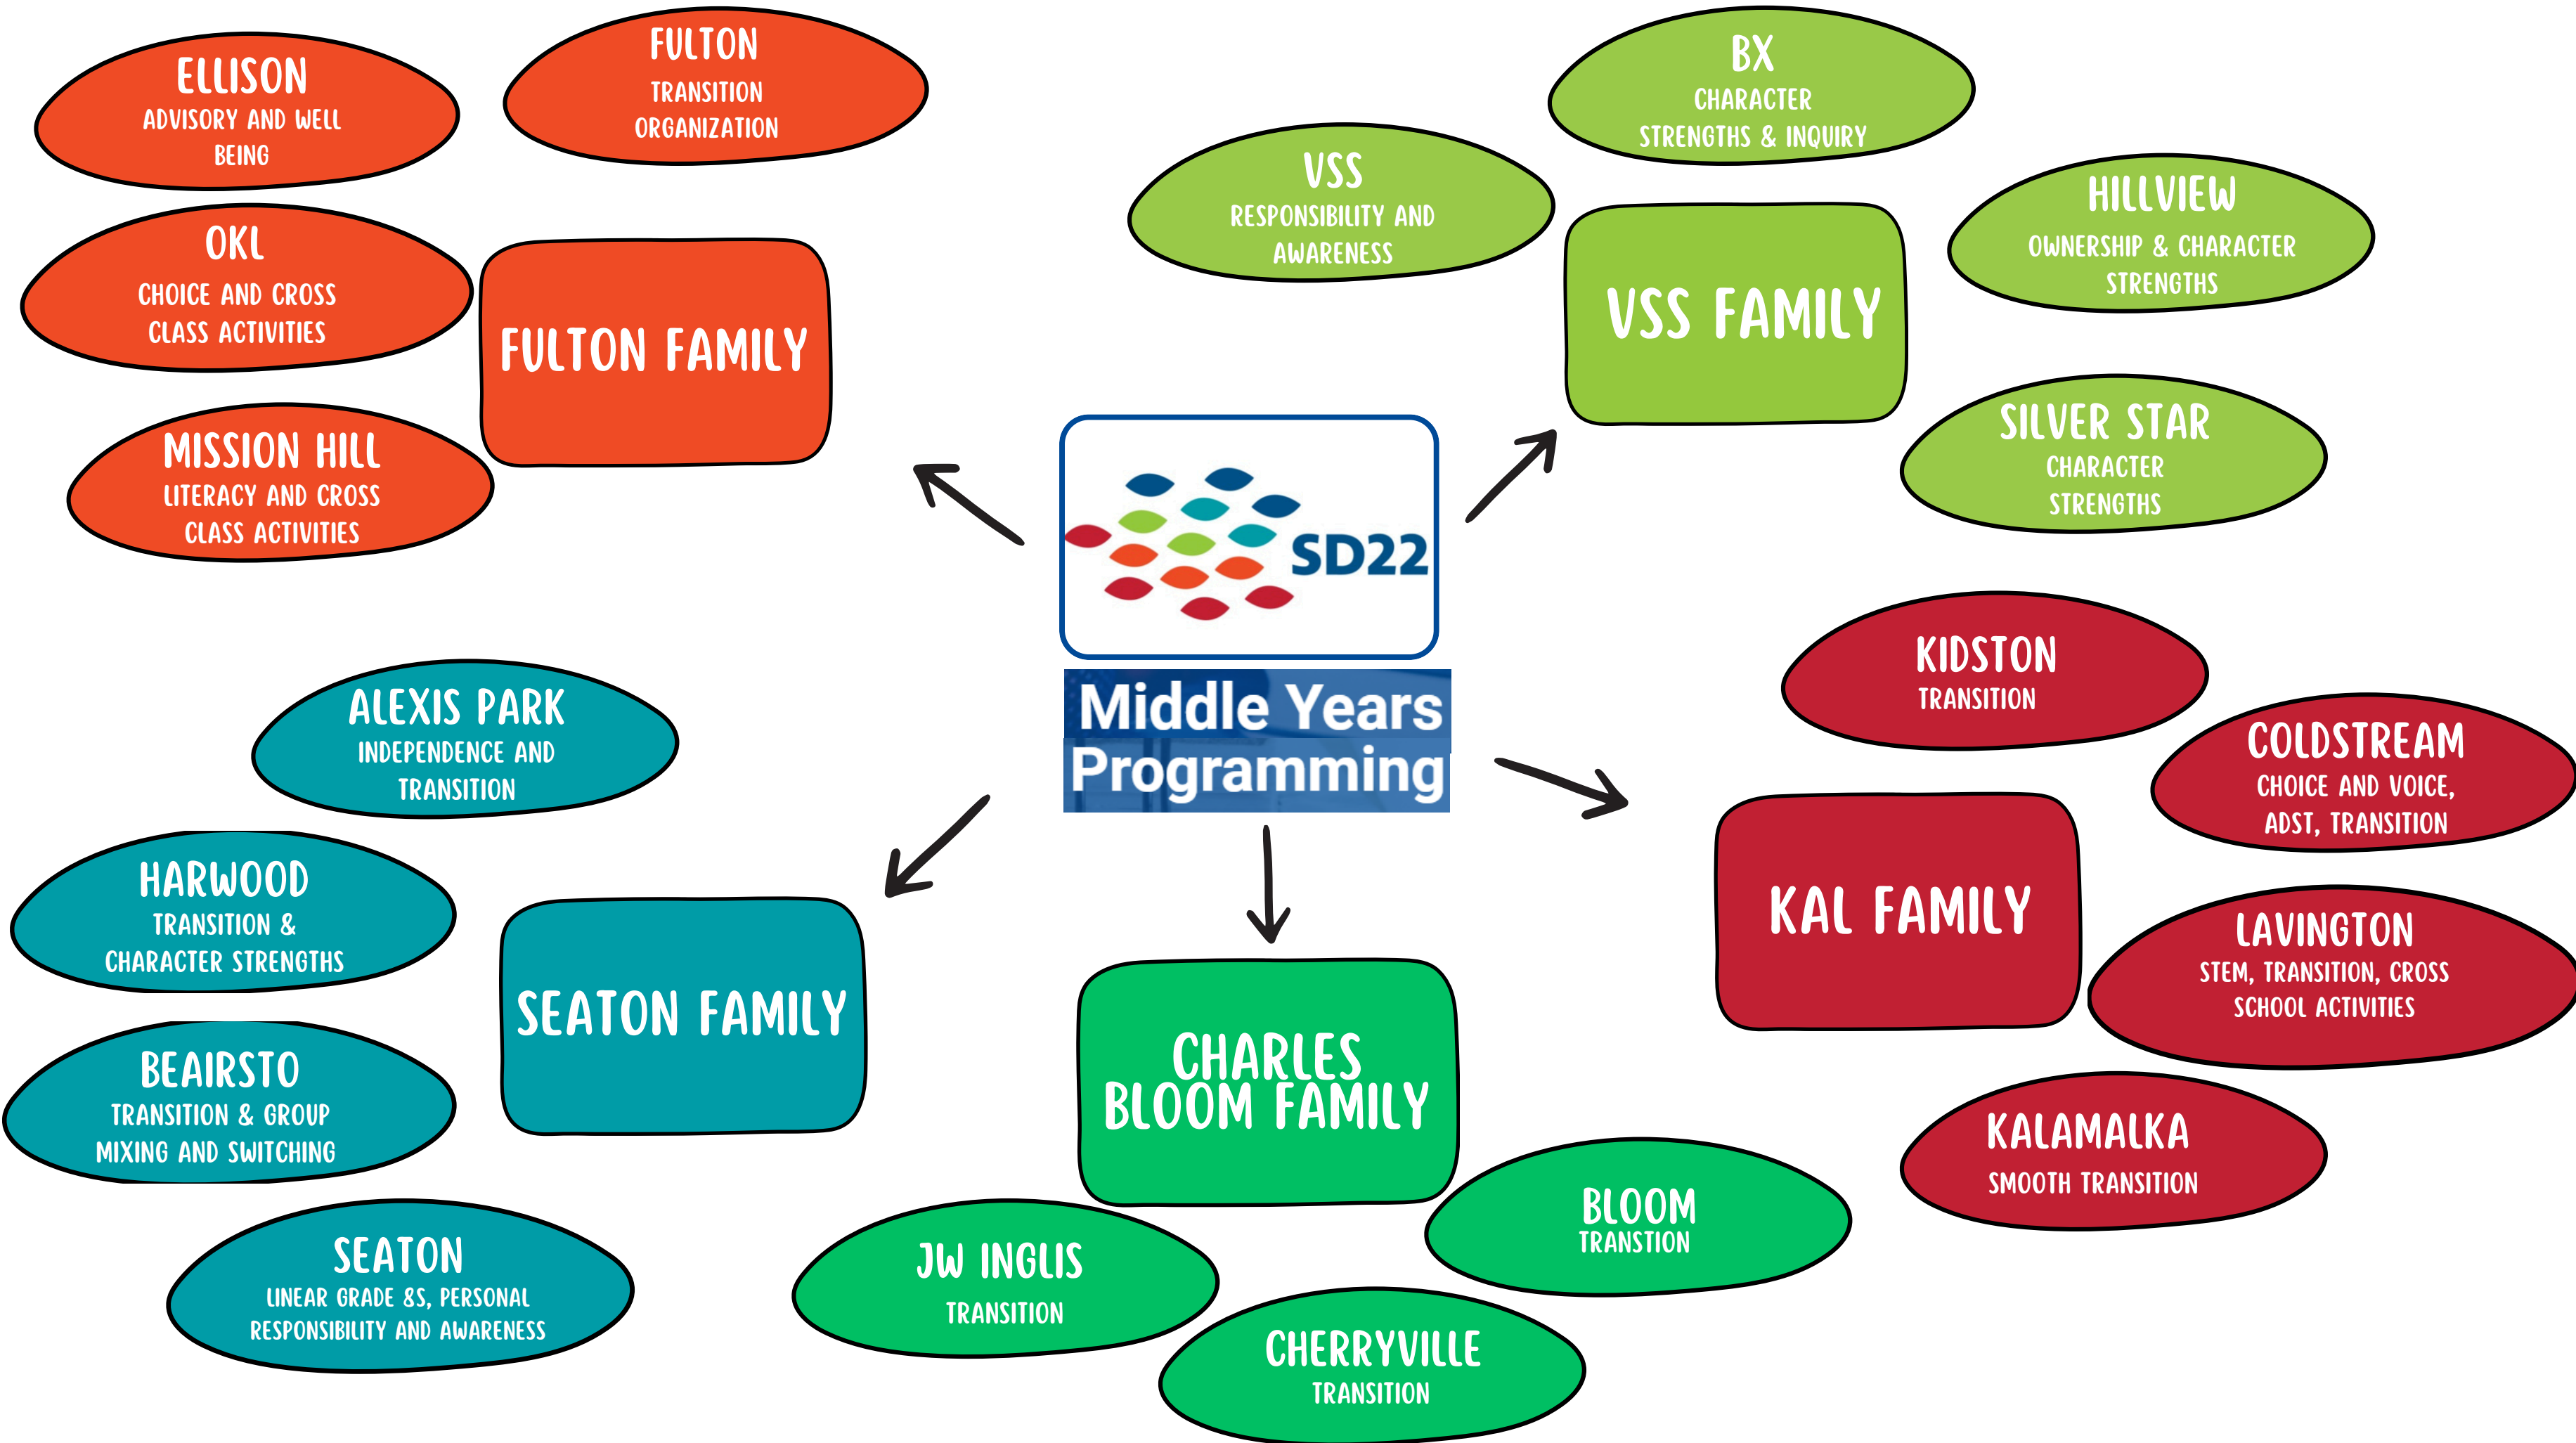 ELLISON
ADVISORY AND WELL
BEING
FULTON
TRANSITION
ORGANIZATION
OKL
CHOICE AND CROSS
CLASS ACTIVITIES
MISSION HILL
LITERACY AND CROSS
CLASS ACTIVITIES
FULTON FAMILY
VSS
RESPONSIBILITY AND
AWARENESS
BX
CHARACTER
STRENGTHS & INQUIRY
HILLVIEW
OWNERSHIP & CHARACTER
STRENGTHS
SILVER STAR
CHARACTER
STRENGTHS
VSS FAMILY
SD22
Middle Years
Programming
ALEXIS PARK
INDEPENDENCE AND
TRANSITION
HARWOOD
TRANSITION &
CHARACTER STRENGTHS
BEAIRSTO
TRANSITION & GROUP
MIXING AND SWITCHING
SEATON
LINEAR GRADE 8S, PERSONAL
RESPONSIBILITY AND AWARENESS
SEATON FAMILY
CHARLES
BLOOM FAMILY
JW INGLIS
TRANSITION
CHERRYVILLE
TRANSITION
BLOOM
TRANSTION
KIDSTON
TRANSITION
COLDSTREAM
CHOICE AND VOICE,
ADST, TRANSITION
LAVINGTON
STEM, TRANSITION, CROSS
SCHOOL ACTIVITIES
KALAMALKA
SMOOTH TRANSITION
KAL FAMILY